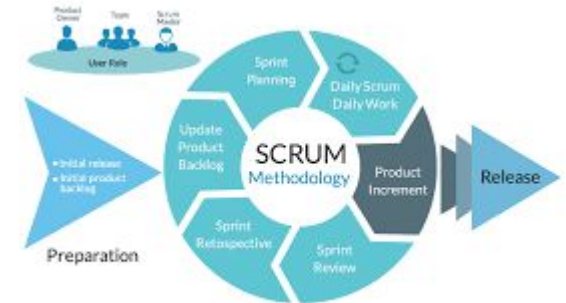 Product
Owner
Team
Scrum
Master
User Role
Sprint
Planning
Daily Scrum
Daily Work
Update
Product
Backlog
SCRUM
Methodology
Product
Increment
Release
• Initial release
• Initial product
backlog
Sprint
Retospective
Sprint
Review
Preparation